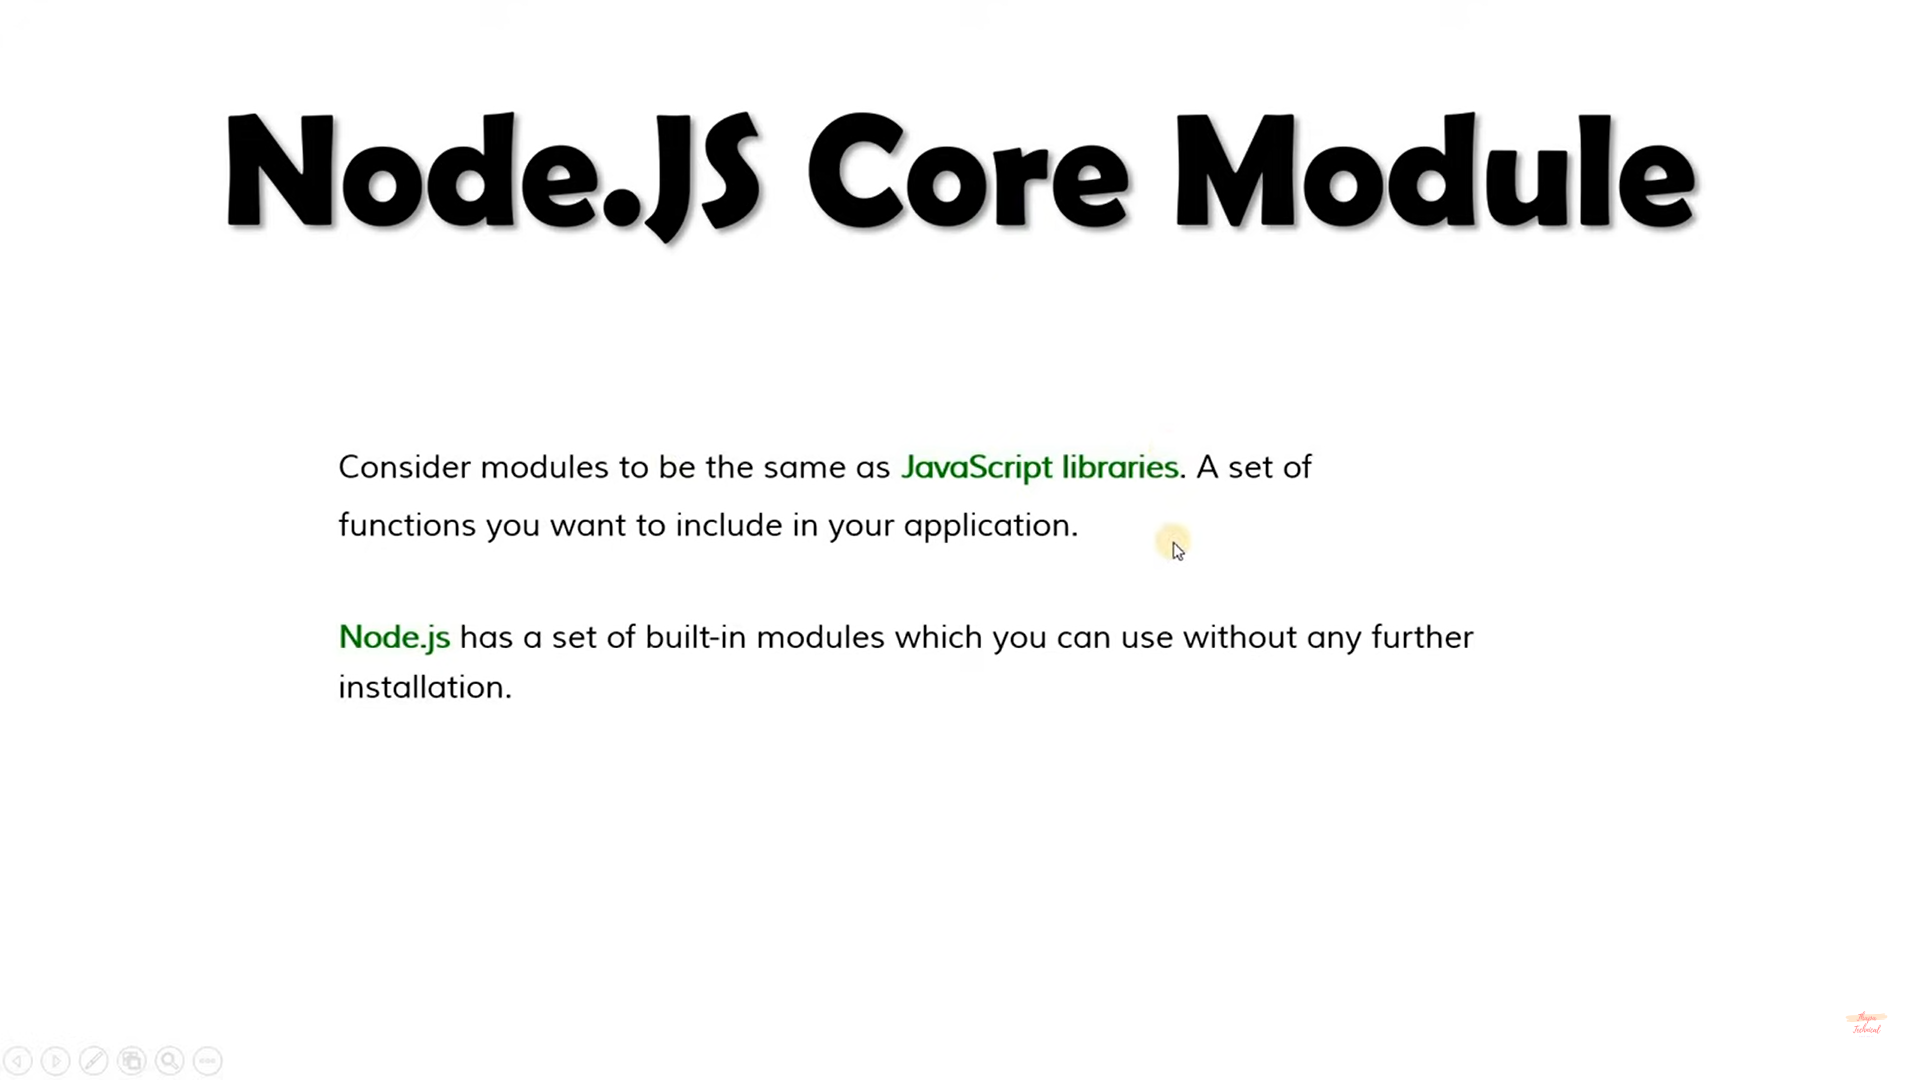 Node.JS Core Module
Consider modules to be the same as JavaScript libraries. A set of
functions you want to include in your application.
Node.js has a set of built-in modules which you can use without any further
installation.
Thapa
Technical